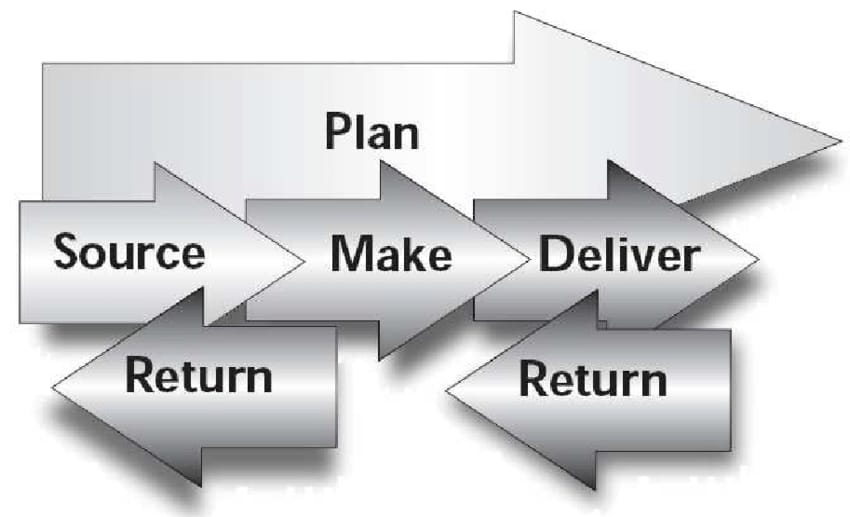 Plan
Source
Make
Deliver
Return
Return